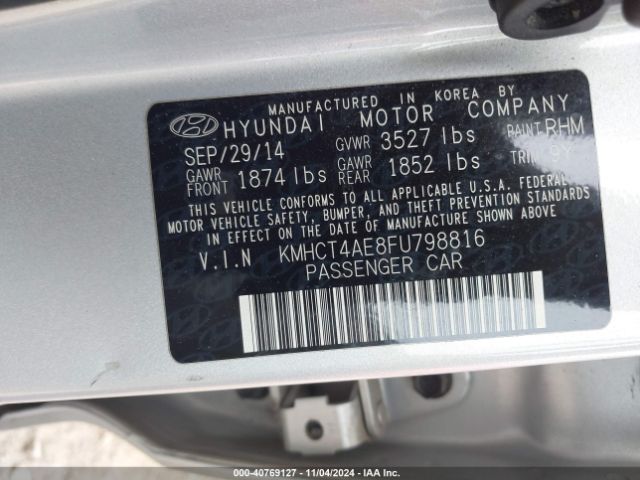 MANUFACTURED IN KOREA BY
HYUNDAI MOTOR COMPANY
SEP/29/14 GVWR 3527 lbs PAINT RHM
GAWR FRONT 1874 lbs GAWR REAR 1852 lbs TRIM 9Y
THIS VEHICLE CONFORMS TO ALL APPLICABLE U.S.A. FEDERAL
MOTOR VEHICLE SAFETY, BUMPER, AND THEFT PREVENTION STANDARDS
IN EFFECT ON THE DATE OF MANUFACTURE SHOWN ABOVE
V.I.N KMHCT4AE8FU798816
PASSENGER CAR
000-40769127 - 11/04/2024 - IAA Inc.